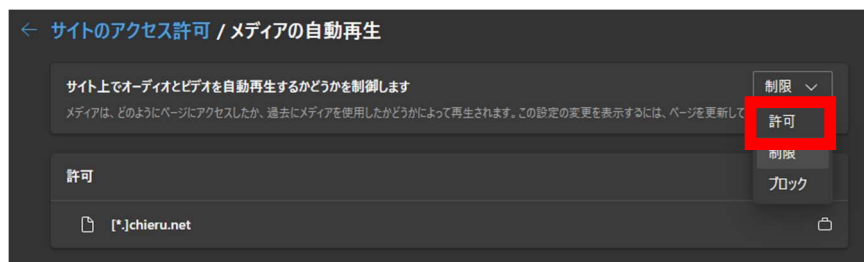 サイトのアクセス許可 / メディアの自動再生
サイト上でオーディオとビデオを自動再生するかどうかを制御します
制限
メディアは、どのようにページにアクセスしたか、過去にメディアを使用したかどうかによって再生されます。この設定の変更を表示するには、ページを更新して
許可
制限
ブロック
許可
[*.]chieru.net